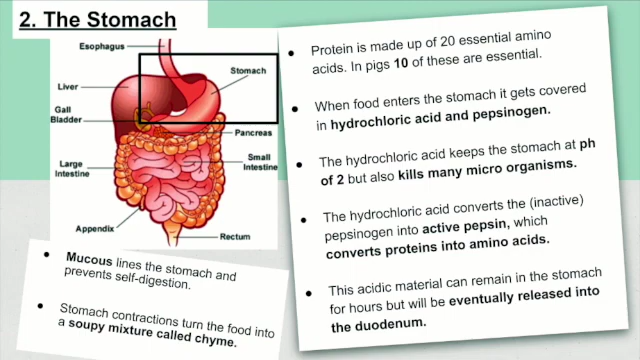 2. The Stomach
Esophagus
Stomach
Liver
Gall
Bladder
Pancreas
Large
Intestine
Small
Intestine
Appendix
Rectum
• Mucous lines the stomach and
prevents self-digestion.
• Stomach contractions turn the food into
a soupy mixture called chyme.
• Protein is made up of 20 essential amino
acids. In pigs 10 of these are essential.
• When food enters the stomach it gets covered
in hydrochloric acid and pepsinogen.
• The hydrochloric acid keeps the stomach at ph
of 2 but also kills many micro organisms.
• The hydrochloric acid converts the (inactive)
pepsinogen into active pepsin, which
converts proteins into amino acids.
• This acidic material can remain in the stomach
for hours but will be eventually released into
the duodenum.